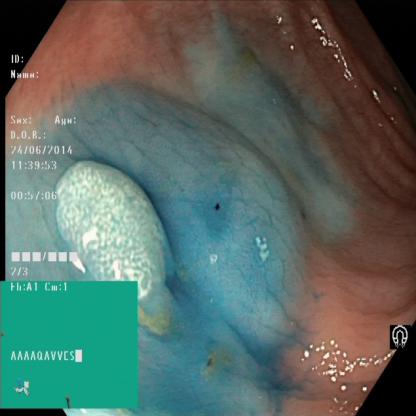 ID:
Name:
Sex: Age:
D.O.B.:
24/06/2014
11:39:53
00:57:06
2/3
Eh:A1 Cm:1
AAAAQAVVCS